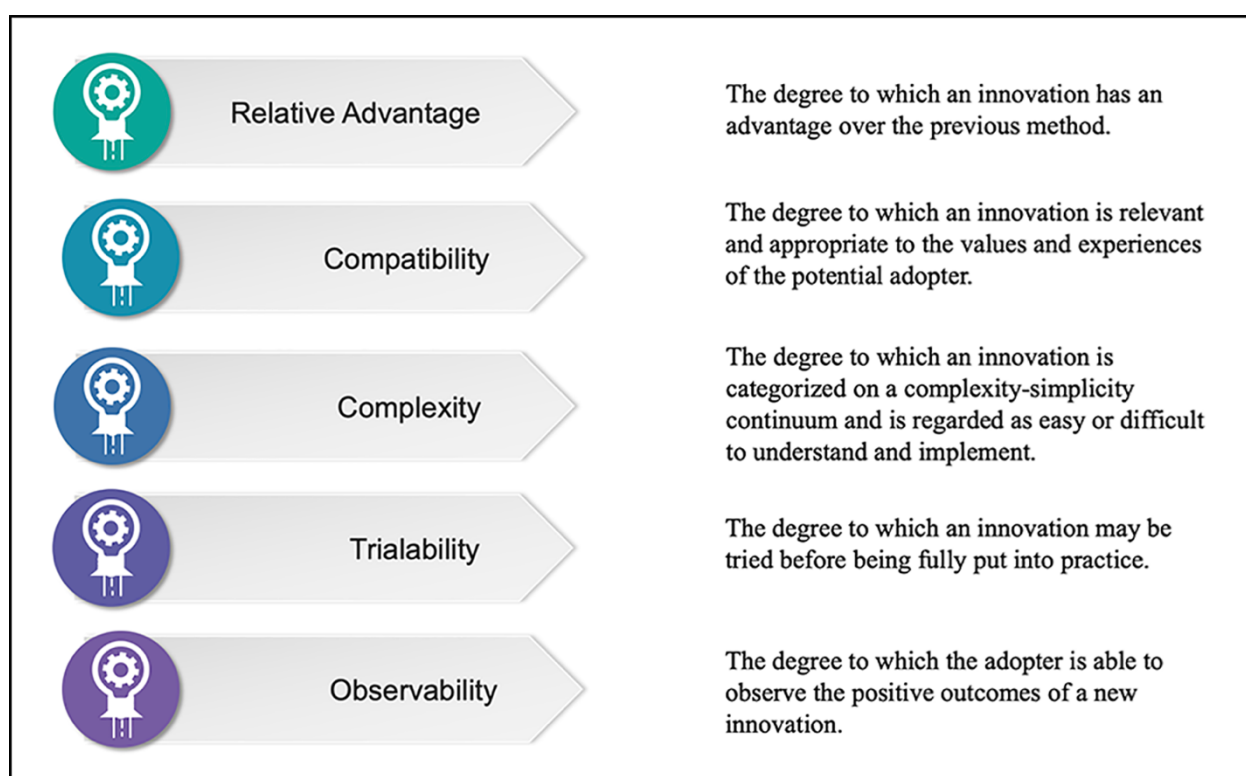 Relative Advantage
The degree to which an innovation has an
advantage over the previous method.
Compatibility
The degree to which an innovation is relevant
and appropriate to the values and experiences
of the potential adopter.
Complexity
The degree to which an innovation is
categorized on a complexity-simplicity
continuum and is regarded as easy or difficult
to understand and implement.
Trialability
The degree to which an innovation may be
tried before being fully put into practice.
Observability
The degree to which the adopter is able to
observe the positive outcomes of a new
innovation.